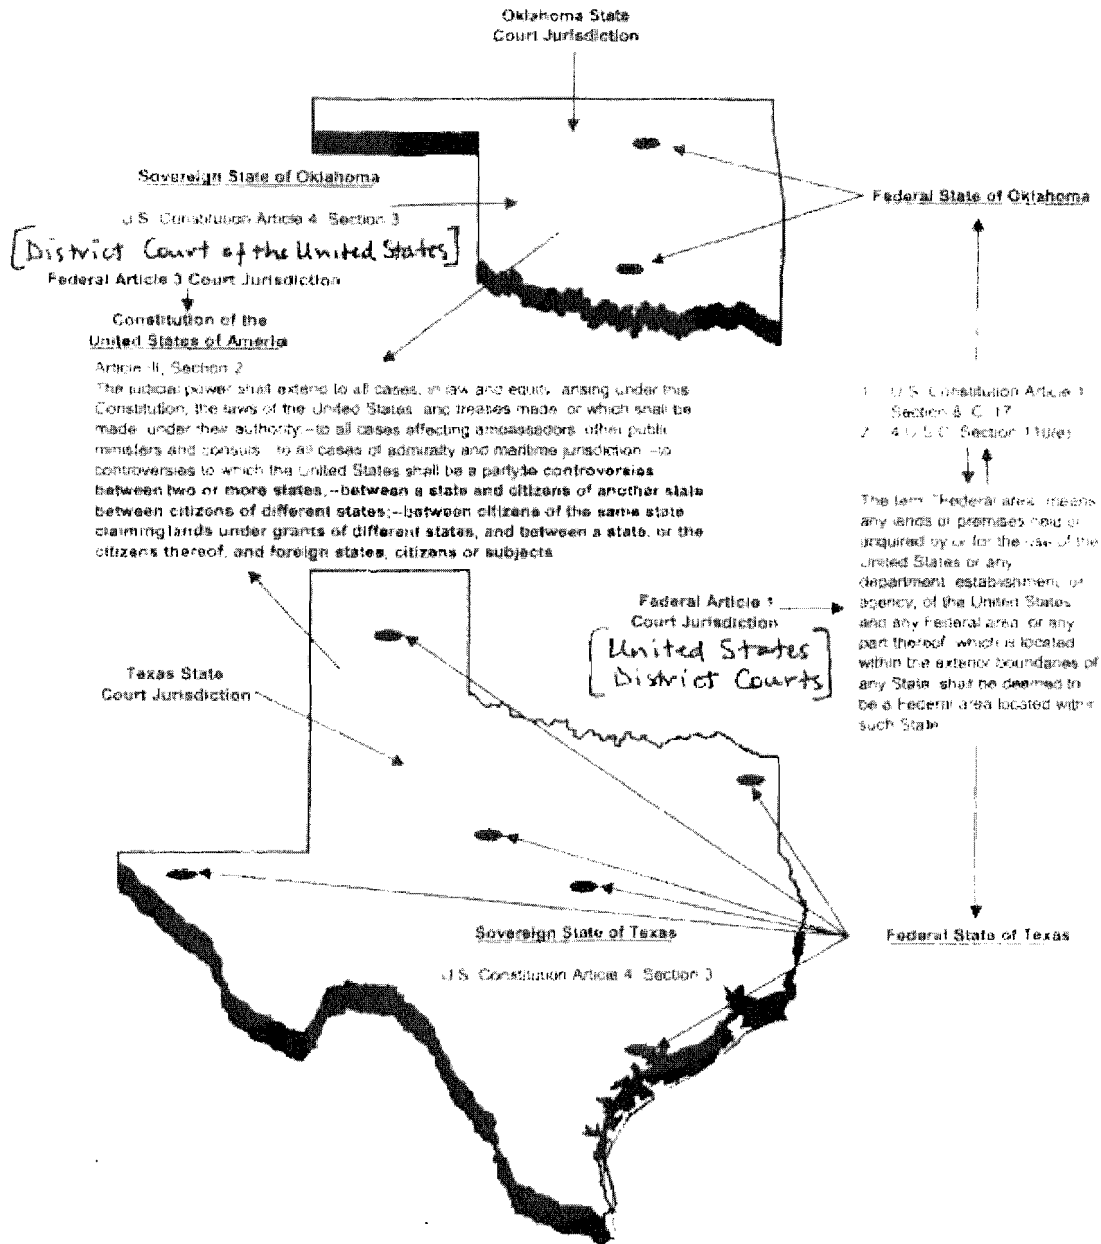 Oklahoma State
Court Jurisdiction
Sovereign State of Oklahoma
U.S. Constitution Article 4 Section 3
[District Court of the United States]
Federal Article 3 Court Jurisdiction
Federal State of Oklahoma
Constitution of the
United States of America
Article III, Section 2
The judicial power shall extend to all cases, in law and equity, arising under this
Constitution, the laws of the United States, and treaties made, or which shall be
made, under their authority;--to all cases affecting ambassadors, other public
ministers and consuls;--to all cases of admiralty and maritime jurisdiction;--to
controversies to which the United States shall be a party;to controversies
between two or more states;--between a state and citizens of another state
between citizens of different states;--between citizens of the same state
claiming lands under grants of different states, and between a state, or the
citizens thereof, and foreign states, citizens or subjects
1. U.S. Constitution Article 1
Section 8, C. 17
2. 4 U.S.C. Section 110(e)
The term "Federal area" means
any lands or premises held or
acquired by or for the use of the
United States or any
department, establishment, or
agency, of the United States
and any Federal area, or any
part thereof, which is located
within the exterior boundaries of
any State, shall be deemed to
be a Federal area located within
such State
Federal Article 1
Court Jurisdiction
[United States
District Courts]
Texas State
Court Jurisdiction
Sovereign State of Texas
U.S. Constitution Article 4 Section 3
Federal State of Texas